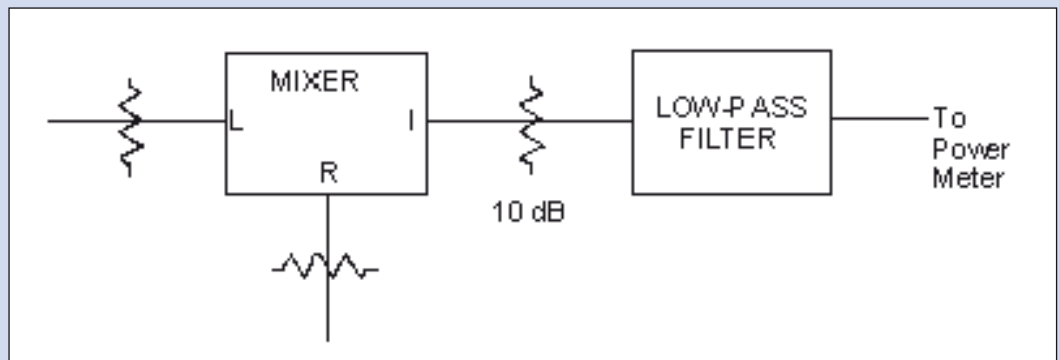 MIXER
L
I
R
10 dB
LOW-PASS
FILTER
To
Power
Meter